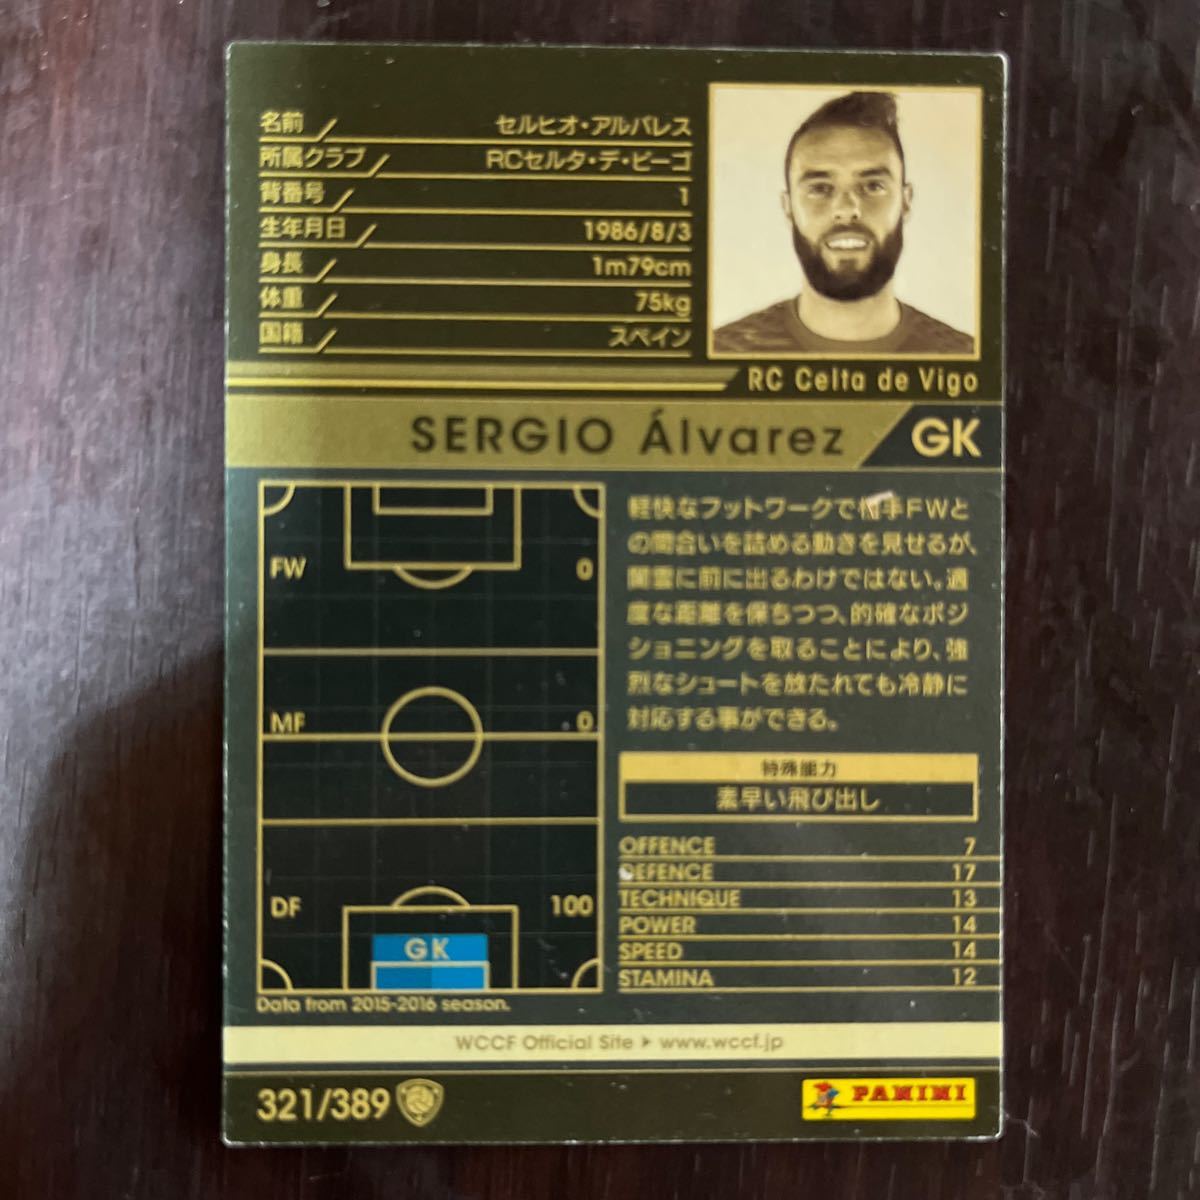 名前 セルヒオ・アルバレス
所属クラブ RCセルタ・デ・ビーゴ
背番号 1
生年月日 1986/8/3
身長 1m79cm
体重 75kg
国籍 スペイン
RC Celta de Vigo
SERGIO Álvarez GK
FW 0
MF 0
DF 100
GK
Data from 2015-2016 season.
軽快なフットワークで相手FWと
の間合いを詰める動きを見せるが、
闇雲に前に出るわけではない。適
度な距離を保ちつつ、的確なポジ
ショニングを取ることにより、強
烈なシュートを放たれても冷静に
対応する事ができる。
特殊能力
素早い飛び出し
OFFENCE 7
DEFENCE 17
TECHNIQUE 13
POWER 14
SPEED 14
STAMINA 12
WCCF Official Site ▶ www.wccf.jp
321/389
PANINI